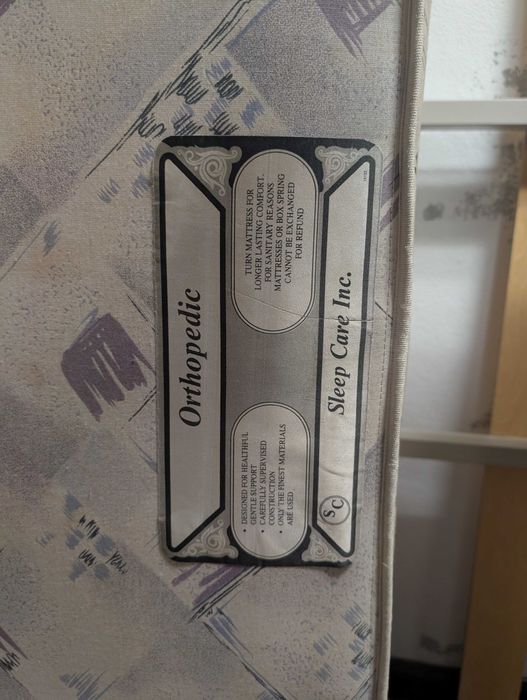 Orthopedic
• DESIGNED FOR HEALTHFUL
GENTLE SUPPORT
• CAREFULLY SUPERVISED
CONSTRUCTION
• ONLY THE FINEST MATERIALS
ARE USED
TURN MATTRESS FOR
LONGER LASTING COMFORT.
FOR SANITARY REASONS
MATTRESSES OR BOX SPRING
CANNOT BE EXCHANGED
FOR REFUND
SC
Sleep Care Inc.